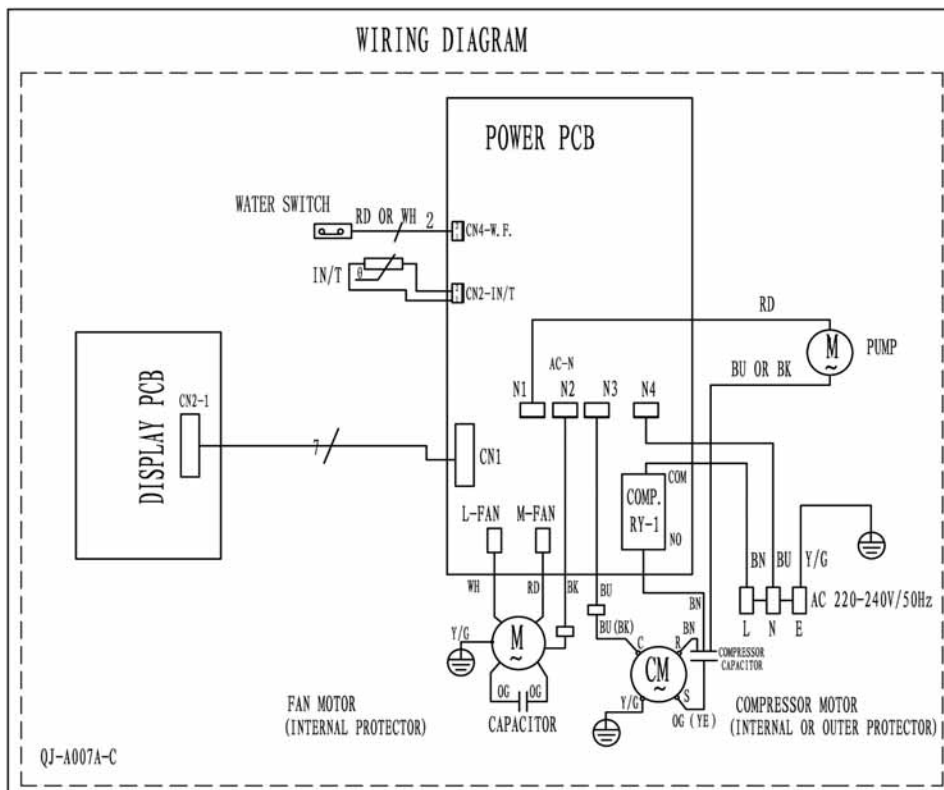 WIRING DIAGRAM
POWER PCB
WATER SWITCH
RD OR WH 2
CN4-W.F.
IN/T
θ
CN2-IN/T
RD
M
~
PUMP
BU OR BK
AC-N
N1
N2
N3
N4
DISPLAY PCB
CN2-1
7
CN1
COM
COMP.
RY-1
NO
L-FAN
M-FAN
WH
RD
BK
BU
BN
BN
BU
Y/G
AC 220-240V/50Hz
L
N
E
Y/G
M
~
BU(BK)
C
R
BN
COMPRESSOR
CAPACITOR
CM
~
S
Y/G
OG(YE)
OG
OG
CAPACITOR
FAN MOTOR
(INTERNAL PROTECTOR)
COMPRESSOR MOTOR
(INTERNAL OR OUTER PROTECTOR)
QJ-A007A-C